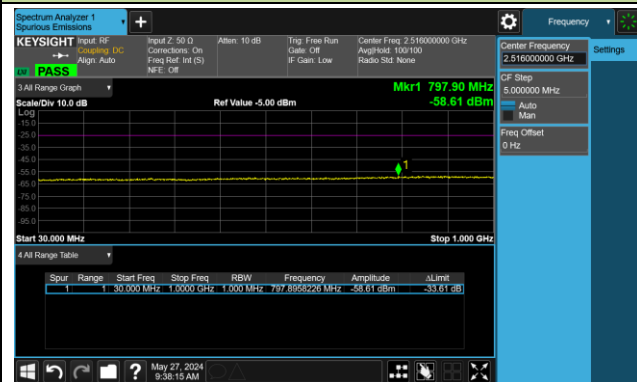 Spectrum Analyzer 1
Spurious Emissions
Frequency
KEYSIGHT
Input: RF
Coupling: DC
Align: Auto
Input Z: 50 Ω
Corrections: On
Freq Ref: Int (S)
NFE: Off
Atten: 10 dB
Trig: Free Run
Gate: Off
IF Gain: Low
Center Freq: 2.516000000 GHz
Avg|Hold: 100/100
Radio Std: None
PASS
Center Frequency
2.516000000 GHz
Settings
CF Step
5.000000 MHz
Auto
Man
Freq Offset
0 Hz
3 All Range Graph
Mkr1 797.90 MHz
-58.61 dBm
Scale/Div 10.0 dB
Ref Value -5.00 dBm
Log
-15.0
-25.0
-35.0
-45.0
-55.0
-65.0
-75.0
-85.0
-95.0
1
Start 30.000 MHz
Stop 1.000 GHz
4 All Range Table
Spur Range Start Freq Stop Freq RBW Frequency Amplitude ΔLimit
1 1 30.000 MHz 1.0000 GHz 1.000 MHz 797.8958226 MHz -58.61 dBm -33.61 dB
?
May 27, 2024
9:38:15 AM